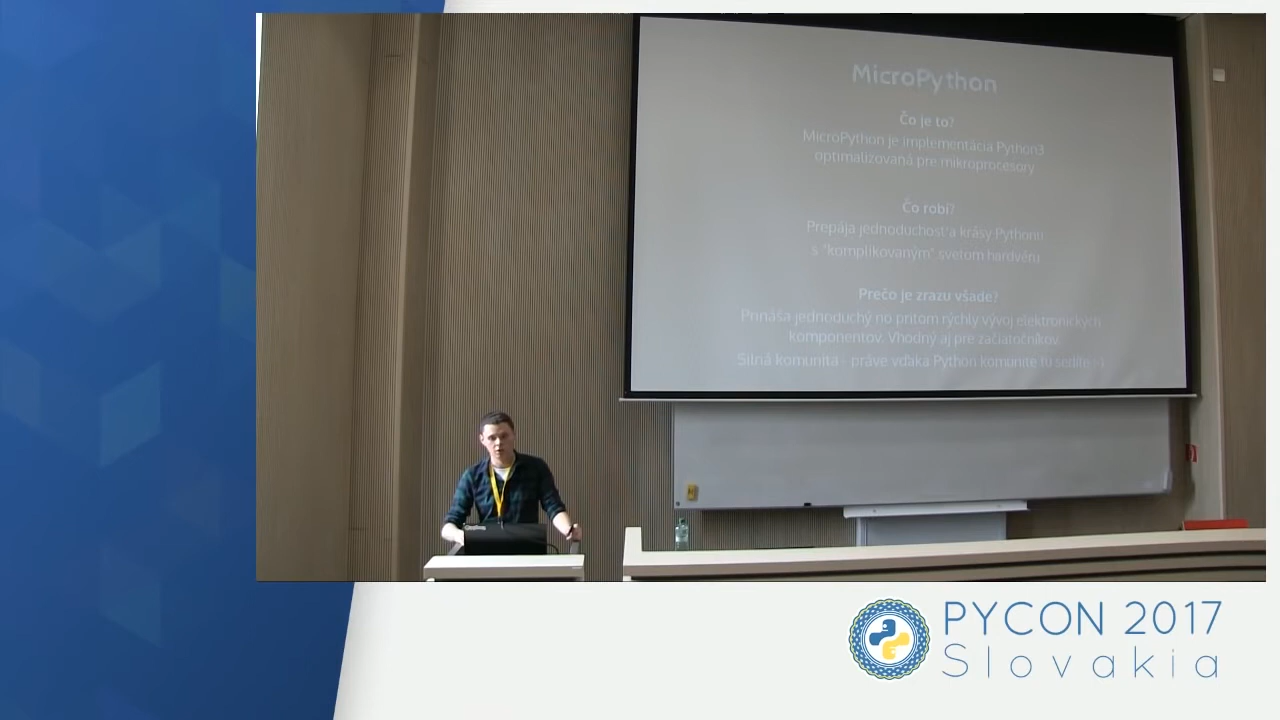 MicroPython
Čo je to?
MicroPython je implementácia Python3
optimalizovaná pre mikroprocesory
Čo robí?
Prepája jednoduchosť a krásy Pythonu
s "komplikovaným" svetom hardvéru
Prečo je zrazu všade?
Prináša jednoduchý no pritom rýchly vývoj elektronických
komponentov. Vhodný aj pre začiatočníkov.
Silná komunita - práve vďaka Python komunite tu sedíte :-)
PYCON 2017
Slovakia